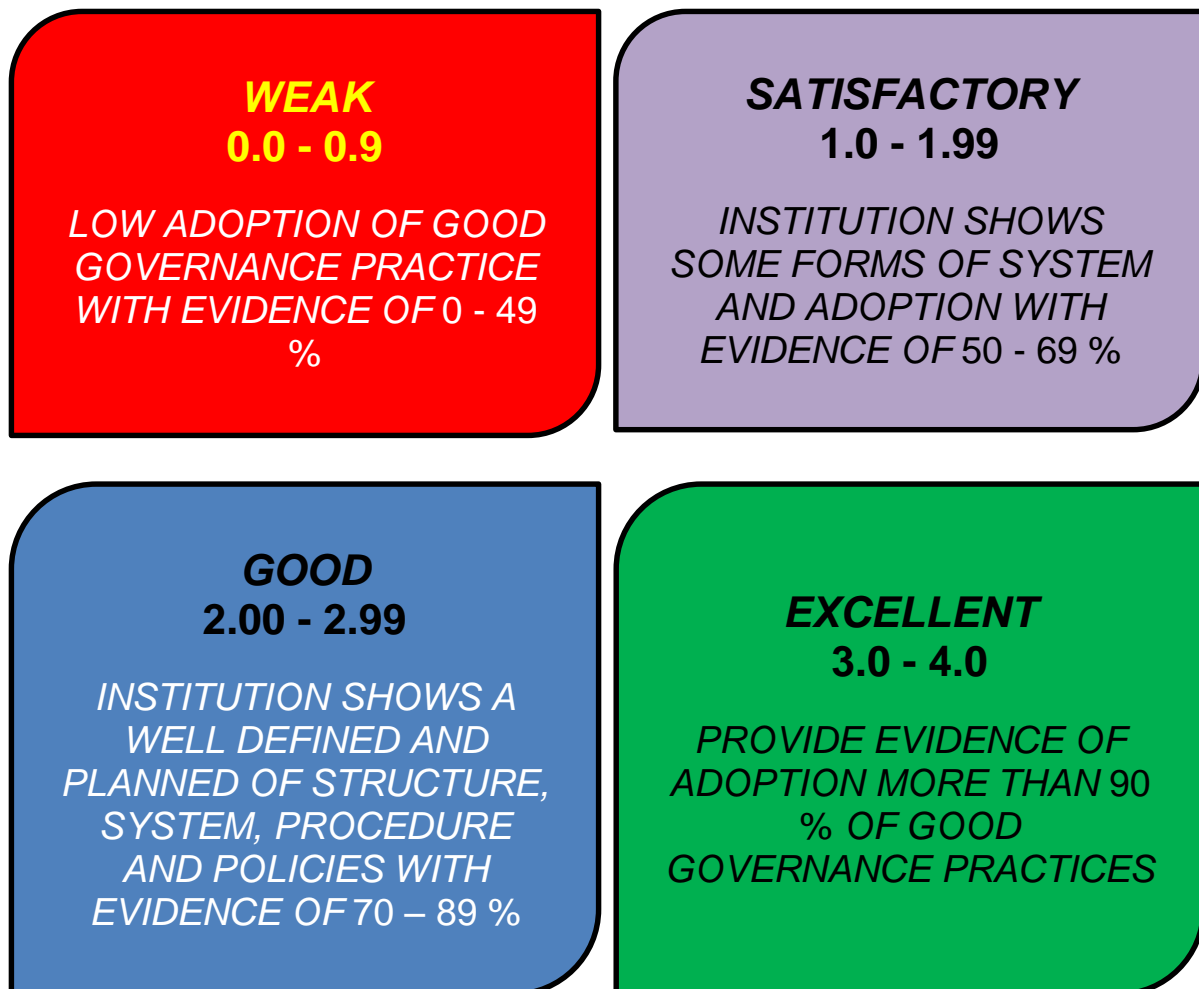 WEAK
0.0 - 0.9
LOW ADOPTION OF GOOD
GOVERNANCE PRACTICE
WITH EVIDENCE OF 0 - 49
%
SATISFACTORY
1.0 - 1.99
INSTITUTION SHOWS
SOME FORMS OF SYSTEM
AND ADOPTION WITH
EVIDENCE OF 50 - 69 %
GOOD
2.00 - 2.99
INSTITUTION SHOWS A
WELL DEFINED AND
PLANNED OF STRUCTURE,
SYSTEM, PROCEDURE
AND POLICIES WITH
EVIDENCE OF 70 – 89 %
EXCELLENT
3.0 - 4.0
PROVIDE EVIDENCE OF
ADOPTION MORE THAN 90
% OF GOOD
GOVERNANCE PRACTICES